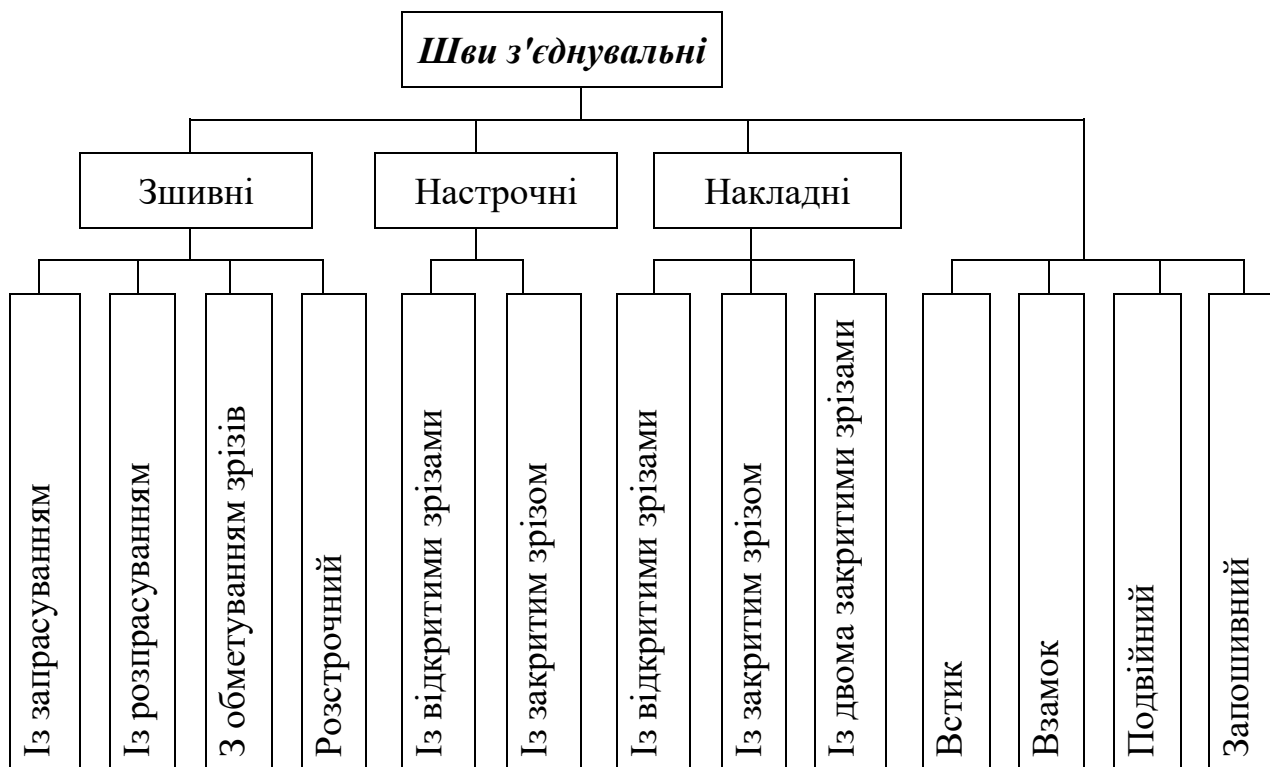 Шви з'єднувальні
Зшивні
Настрочні
Накладні
Із запрасуванням
Із розпрасуванням
З обметуванням зрізів
Розстрочний
Із відкритими зрізами
Із закритим зрізом
Із відкритими зрізами
Із закритим зрізом
Із двома закритими зрізами
Встик
Взамок
Подвійний
Запошивний